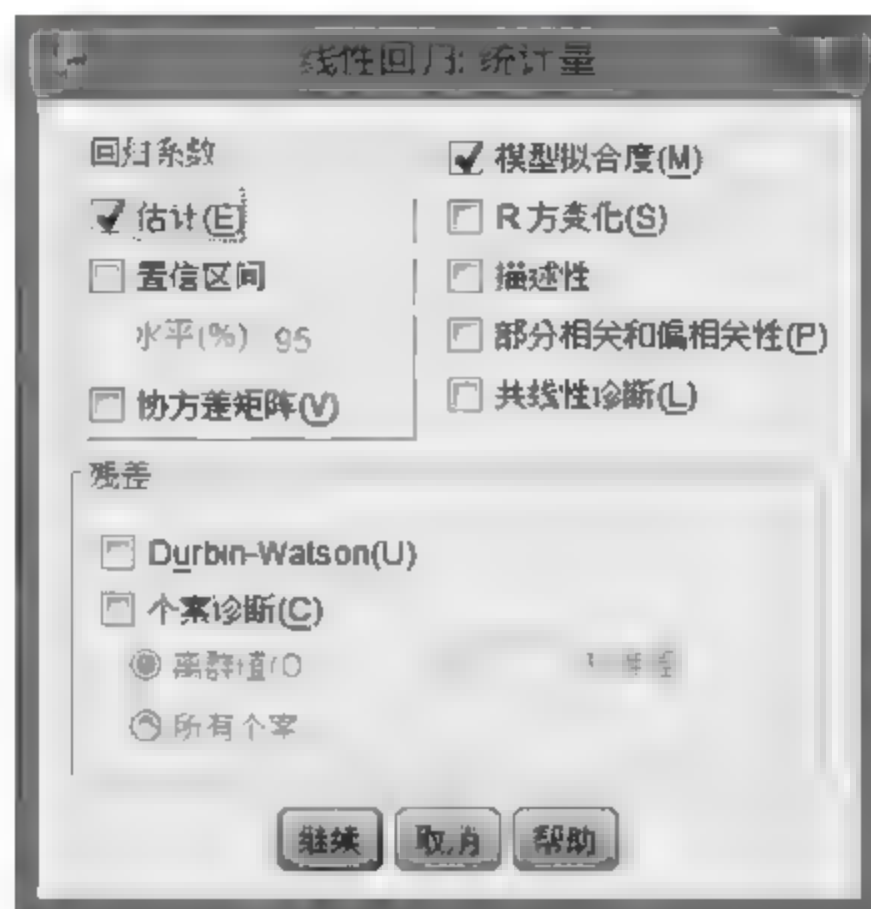 线性回归: 统计量
回归系数
估计(E)
置信区间
水平(%) 95
协方差矩阵(V)
模型拟合度(M)
R 方变化(S)
描述性
部分相关和偏相关性(P)
共线性诊断(L)
残差
Durbin-Watson(U)
个案诊断(C)
离群值(O
所有个案
继续 取消 帮助